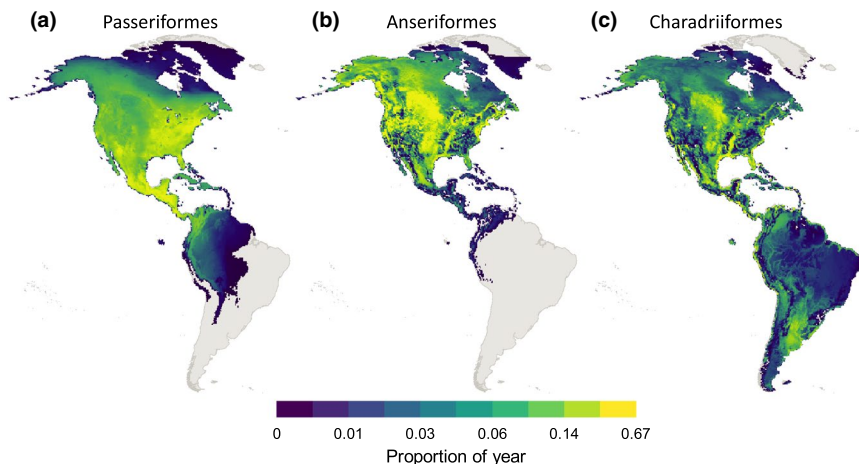 (a) Passeriformes (b) Anseriformes (c) Charadriiformes
0 0.01 0.03 0.06 0.14 0.67
Proportion of year